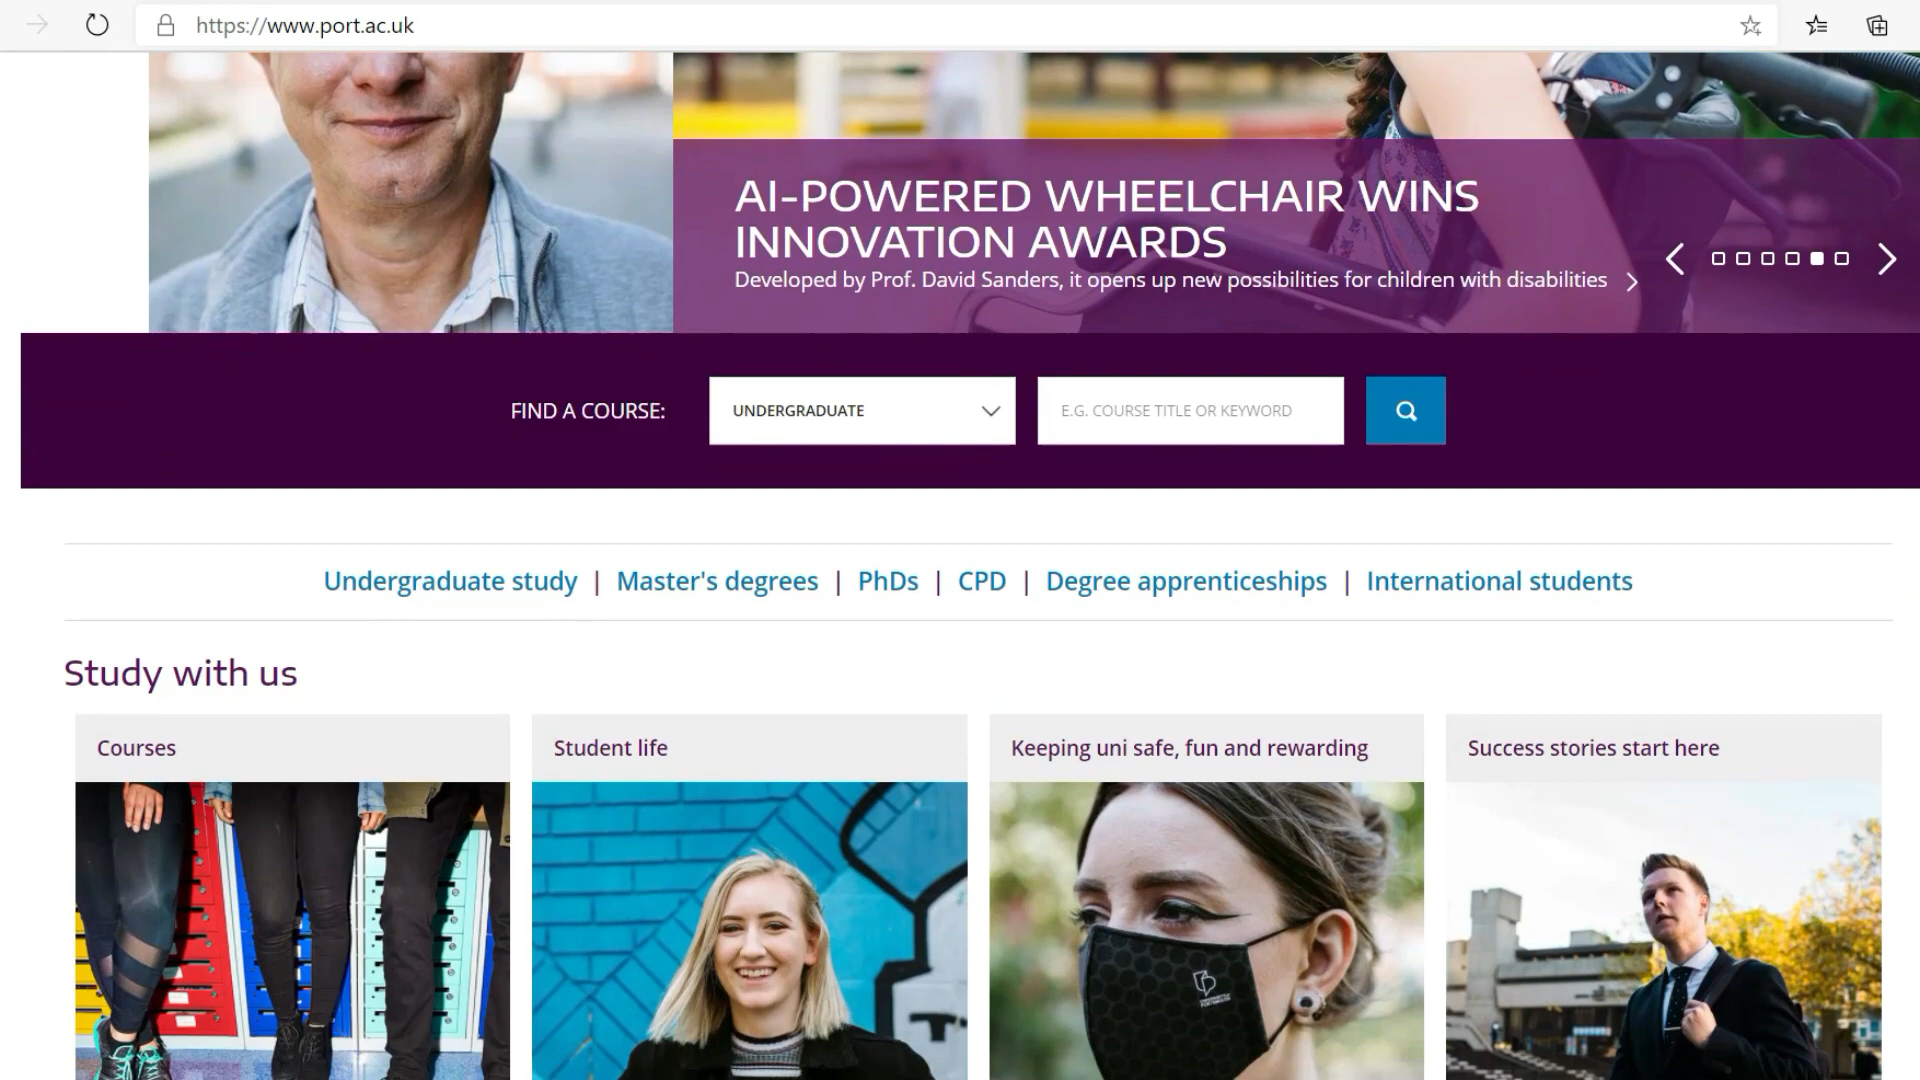 https://www.port.ac.uk
AI-POWERED WHEELCHAIR WINS
INNOVATION AWARDS
Developed by Prof. David Sanders, it opens up new possibilities for children with disabilities
FIND A COURSE:
UNDERGRADUATE
E.G. COURSE TITLE OR KEYWORD
Undergraduate study | Master's degrees | PhDs | CPD | Degree apprenticeships | International students
Study with us
Courses
Student life
Keeping uni safe, fun and rewarding
Success stories start here